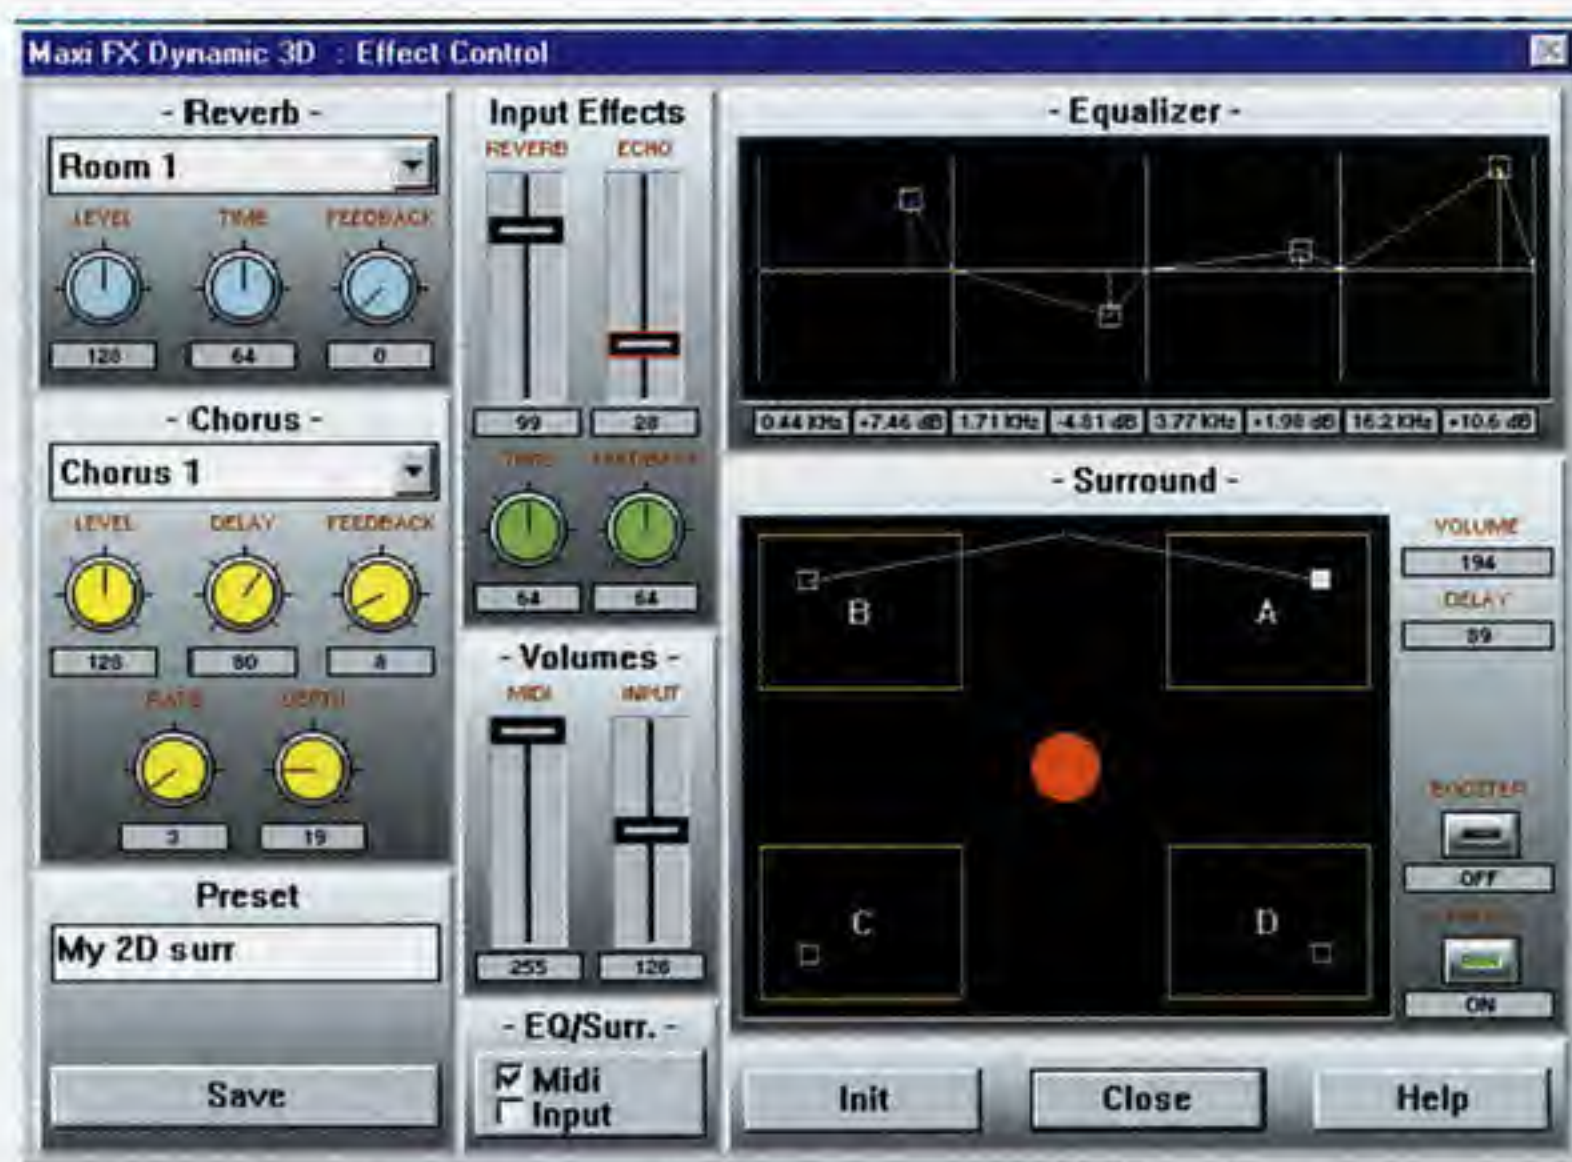 Maxi FX Dynamic 3D : Effect Control
- Reverb -
Room 1
LEVEL TIME FEEDBACK
128 64 0
- Chorus -
Chorus 1
LEVEL DELAY FEEDBACK
128 80 8
RATE DEPTH
3 19
Preset
My 2D surr
Save
Input Effects
REVERB ECHO
99 28
TIME FEEDBACK
64 64
- Volumes -
MIDI INPUT
255 128
- EQ/Surr. -
Midi
Input
- Equalizer -
0.44 KHz +7.46 dB 1.71 KHz -4.81 dB 3.77 KHz +1.98 dB 16.2 KHz +10.6 dB
- Surround -
B A
C D
VOLUME
194
DELAY
89
BOOSTER
OFF
ON
Init Close Help